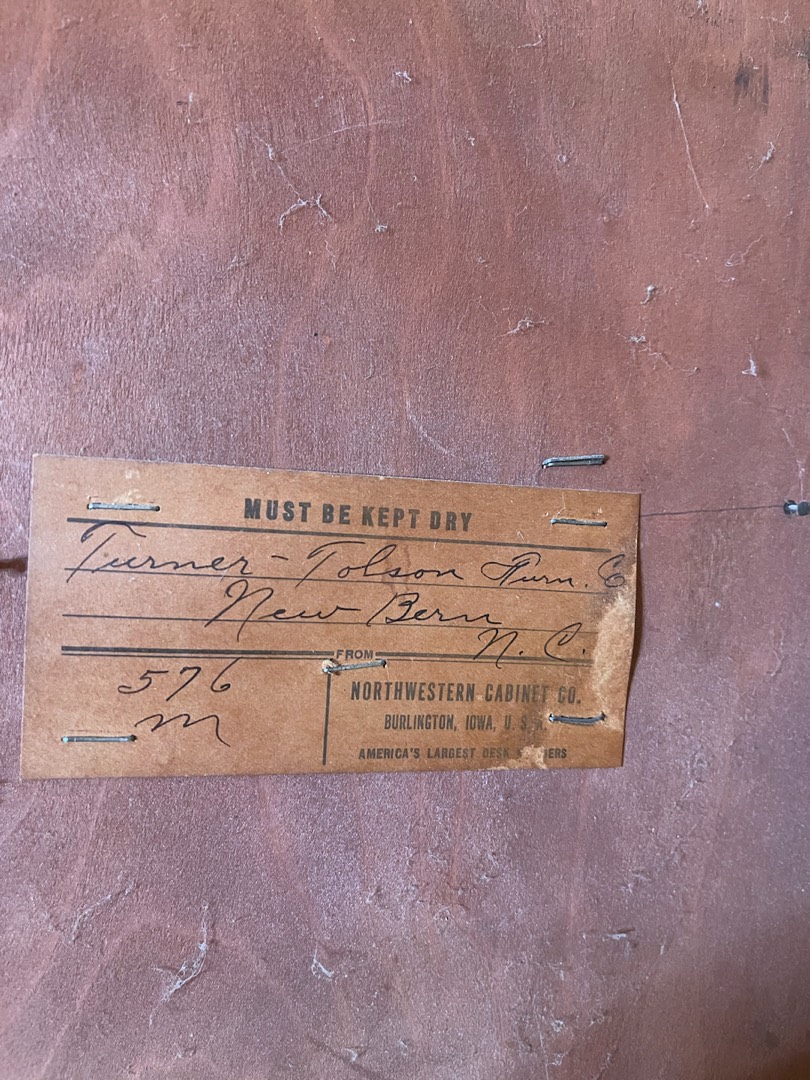 MUST BE KEPT DRY
Turner - Tolson Furn. Co
New Bern
N. C.
FROM
576
M
NORTHWESTERN CABINET CO.
BURLINGTON, IOWA, U. S. A.
AMERICA'S LARGEST DESK